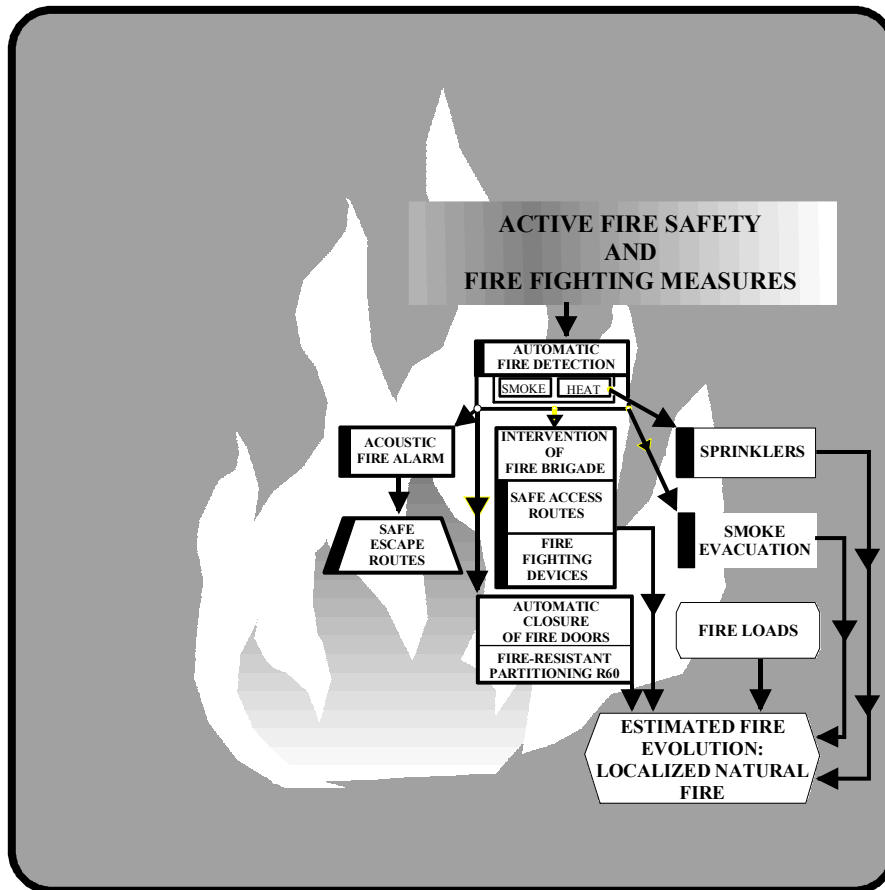 ACTIVE FIRE SAFETY
AND
FIRE FIGHTING MEASURES
AUTOMATIC
FIRE DETECTION
SMOKE
HEAT
ACOUSTIC
FIRE ALARM
INTERVENTION
OF
FIRE BRIGADE
SPRINKLERS
SAFE ACCESS
ROUTES
SAFE
ESCAPE
ROUTES
SMOKE
EVACUATION
FIRE
FIGHTING
DEVICES
AUTOMATIC
CLOSURE
OF FIRE DOORS
FIRE LOADS
FIRE-RESISTANT
PARTITIONING R60
ESTIMATED FIRE
EVOLUTION:
LOCALIZED NATURAL
FIRE